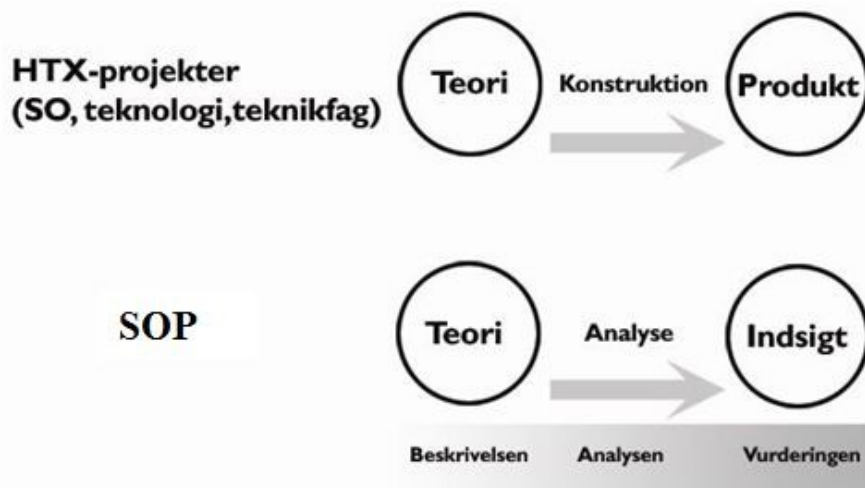 HTX-projekter
(SO, teknologi,teknikfag)
Teori
Konstruktion
Produkt
SOP
Teori
Analyse
Indsigt
Beskrivelsen
Analysen
Vurderingen